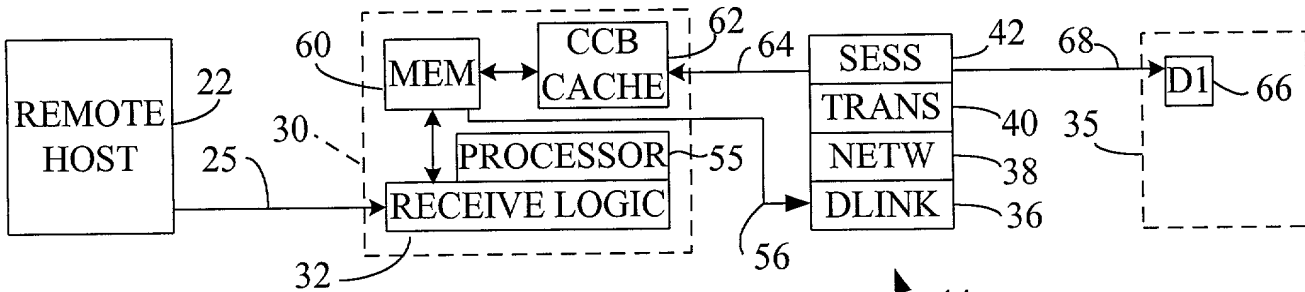 REMOTE
HOST
22
25
30
60
MEM
CCB
CACHE
62
PROCESSOR
55
RECEIVE LOGIC
32
64
56
SESS
42
TRANS
40
NETW
38
DLINK
36
68
35
D1
66